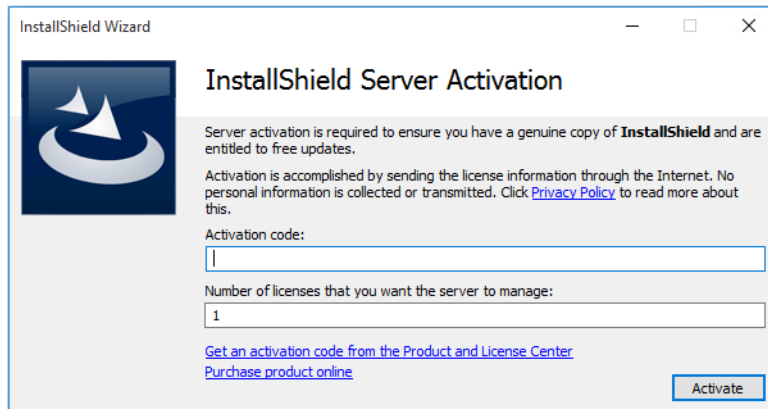 InstallShield Wizard
InstallShield Server Activation
Server activation is required to ensure you have a genuine copy of InstallShield and are
entitled to free updates.
Activation is accomplished by sending the license information through the Internet. No
personal information is collected or transmitted. Click Privacy Policy to read more about
this.
Activation code:
Number of licenses that you want the server to manage:
1
Get an activation code from the Product and License Center
Purchase product online
Activate